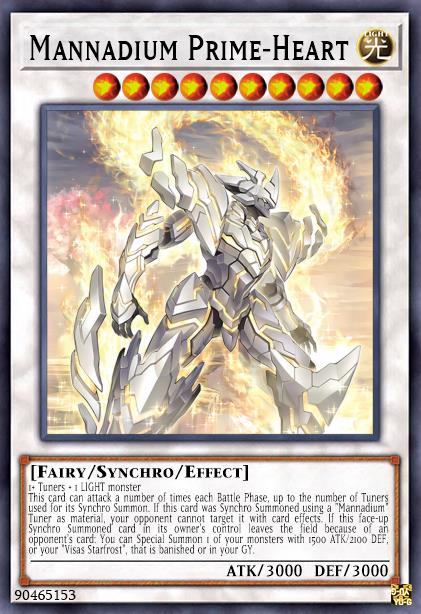 MANNADIUM PRIME-HEART
LIGHT
光
[FAIRY/SYNCHRO/EFFECT]
1+ Tuners + 1 LIGHT monster
This card can attack a number of times each Battle Phase, up to the number of Tuners
used for its Synchro Summon. If this card was Synchro Summoned using a "Mannadium"
Tuner as material, your opponent cannot target it with card effects. If this face-up
Synchro Summoned card in its owner's control leaves the field because of an
opponent's card: You can Special Summon 1 of your monsters with 1500 ATK/2100 DEF,
or your "Visas Starfrost", that is banished or in your GY.
ATK/3000 DEF/3000
90465153